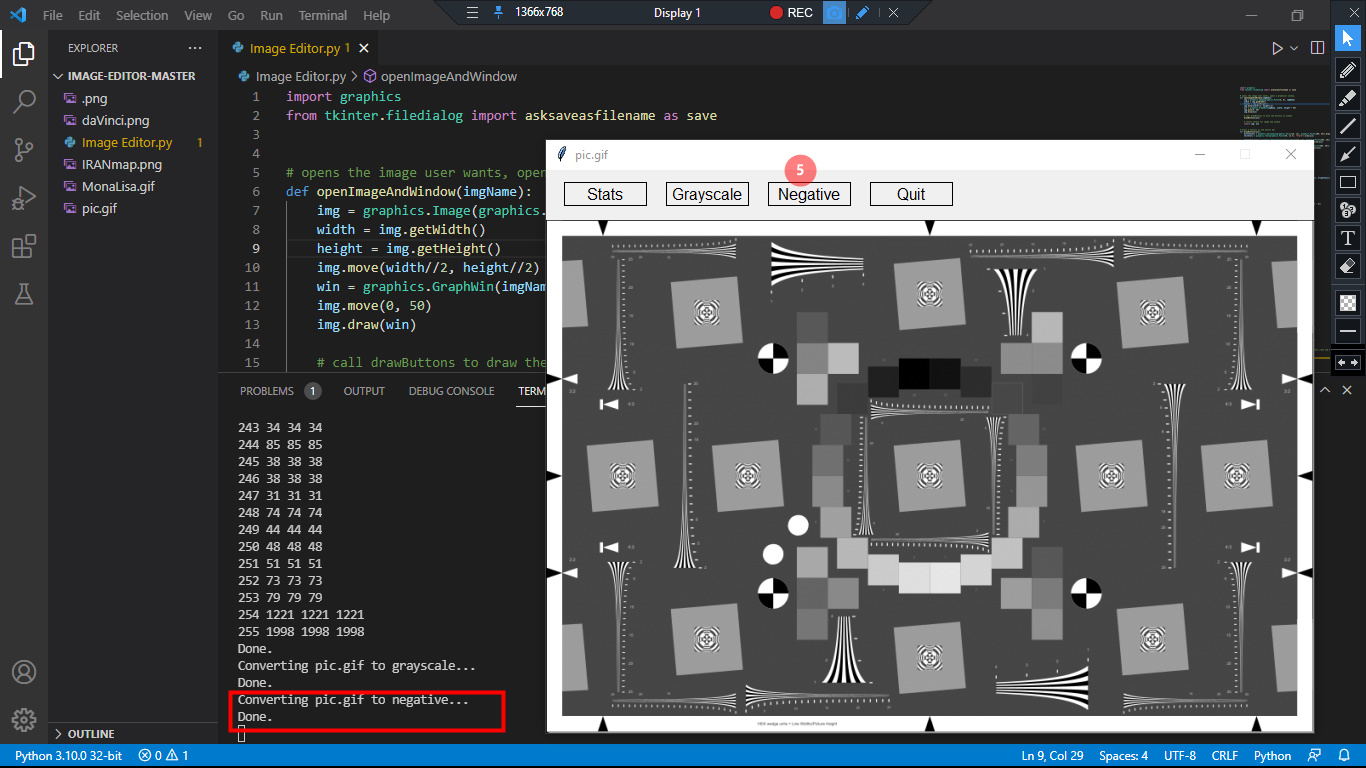 File Edit Selection View Go Run Terminal Help
1366x768 Display 1 REC
EXPLORER
IMAGE-EDITOR-MASTER
.png
daVinci.png
Image Editor.py 1
IRANmap.png
MonaLisa.gif
pic.gif
OUTLINE
Image Editor.py 1
Image Editor.py > openImageAndWindow
1 import graphics
2 from tkinter.filedialog import asksaveasfilename as save
3
4
5 # opens the image user wants, open
6 def openImageAndWindow(imgName):
7 img = graphics.Image(graphics.
8 width = img.getWidth()
9 height = img.getHeight()
10 img.move(width//2, height//2)
11 win = graphics.GraphWin(imgNam
12 img.move(0, 50)
13 img.draw(win)
14
15 # call drawButtons to draw the
PROBLEMS 1 OUTPUT DEBUG CONSOLE TERM
243 34 34 34
244 85 85 85
245 38 38 38
246 38 38 38
247 31 31 31
248 74 74 74
249 44 44 44
250 48 48 48
251 51 51 51
252 73 73 73
253 79 79 79
254 1221 1221 1221
255 1998 1998 1998
Done.
Converting pic.gif to grayscale...
Done.
Converting pic.gif to negative...
Done.
pic.gif
5
Stats Grayscale Negative Quit
T
Python 3.10.0 32-bit 0 1 Ln 9, Col 29 Spaces: 4 UTF-8 CRLF Python